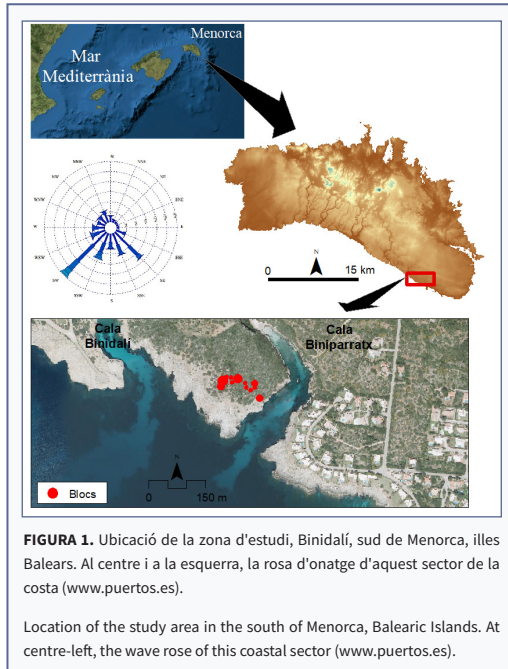 Menorca
Mar
Mediterrània
N
0 15 km
Cala
Binidalí
Cala
Biniparratx
N
Blocs
0 150 m
FIGURA 1. Ubicació de la zona d'estudi, Binidalí, sud de Menorca, illes
Balears. Al centre i a la esquerra, la rosa d'onatge d'aquest sector de la
costa (www.puertos.es).
Location of the study area in the south of Menorca, Balearic Islands. At
centre-left, the wave rose of this coastal sector (www.puertos.es).